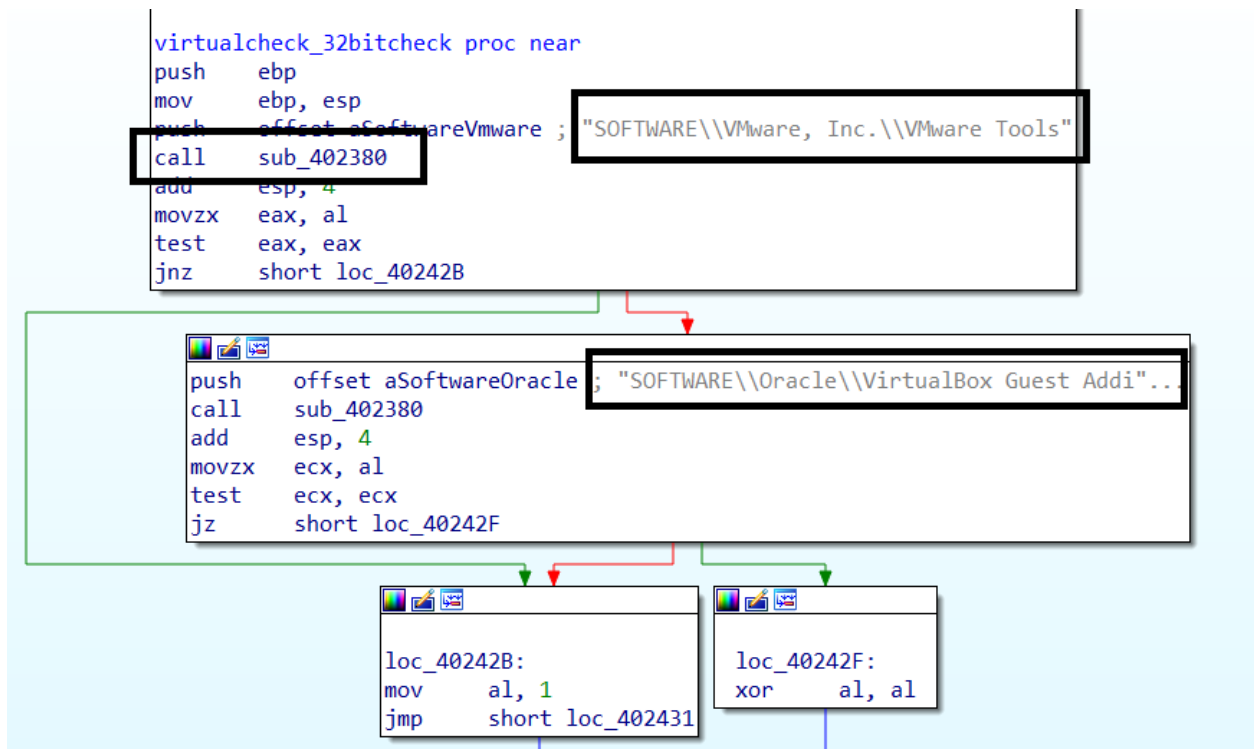 virtualcheck_32bitcheck proc near
push ebp
mov ebp, esp
push offset aSoftwareVmware ; "SOFTWARE\\VMware, Inc.\\VMware Tools"
call sub_402380
add esp, 4
movzx eax, al
test eax, eax
jnz short loc_40242B
push offset aSoftwareOracle ; "SOFTWARE\\Oracle\\VirtualBox Guest Addi"...
call sub_402380
add esp, 4
movzx ecx, al
test ecx, ecx
jz short loc_40242F
loc_40242B:
mov al, 1
jmp short loc_402431
loc_40242F:
xor al, al